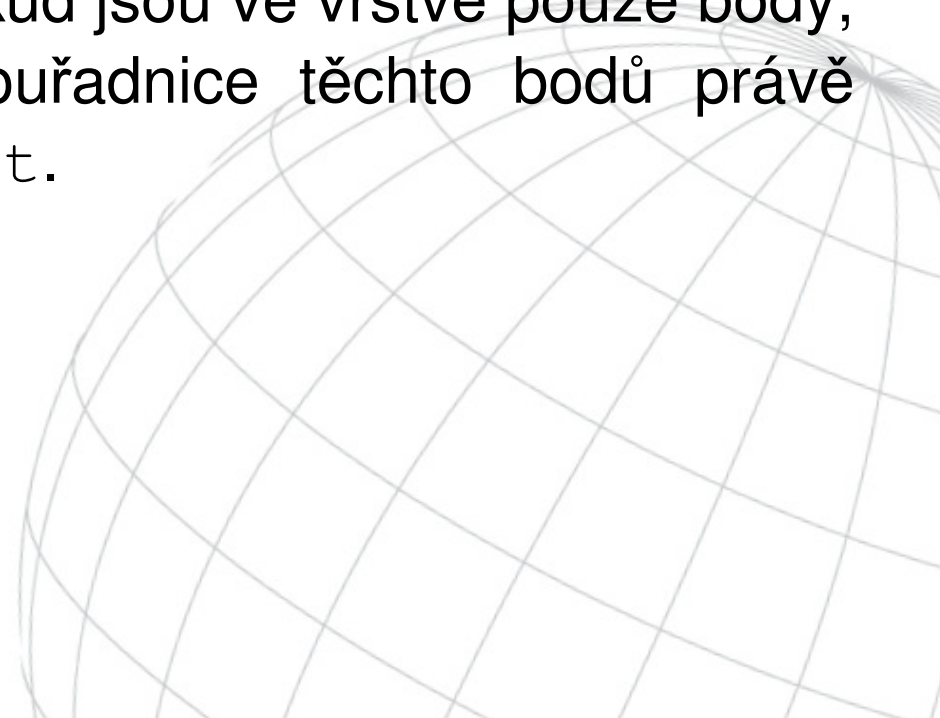 kud jsou ve vrstvě pouze body,
ouřadnice těchto bodů právě
t.